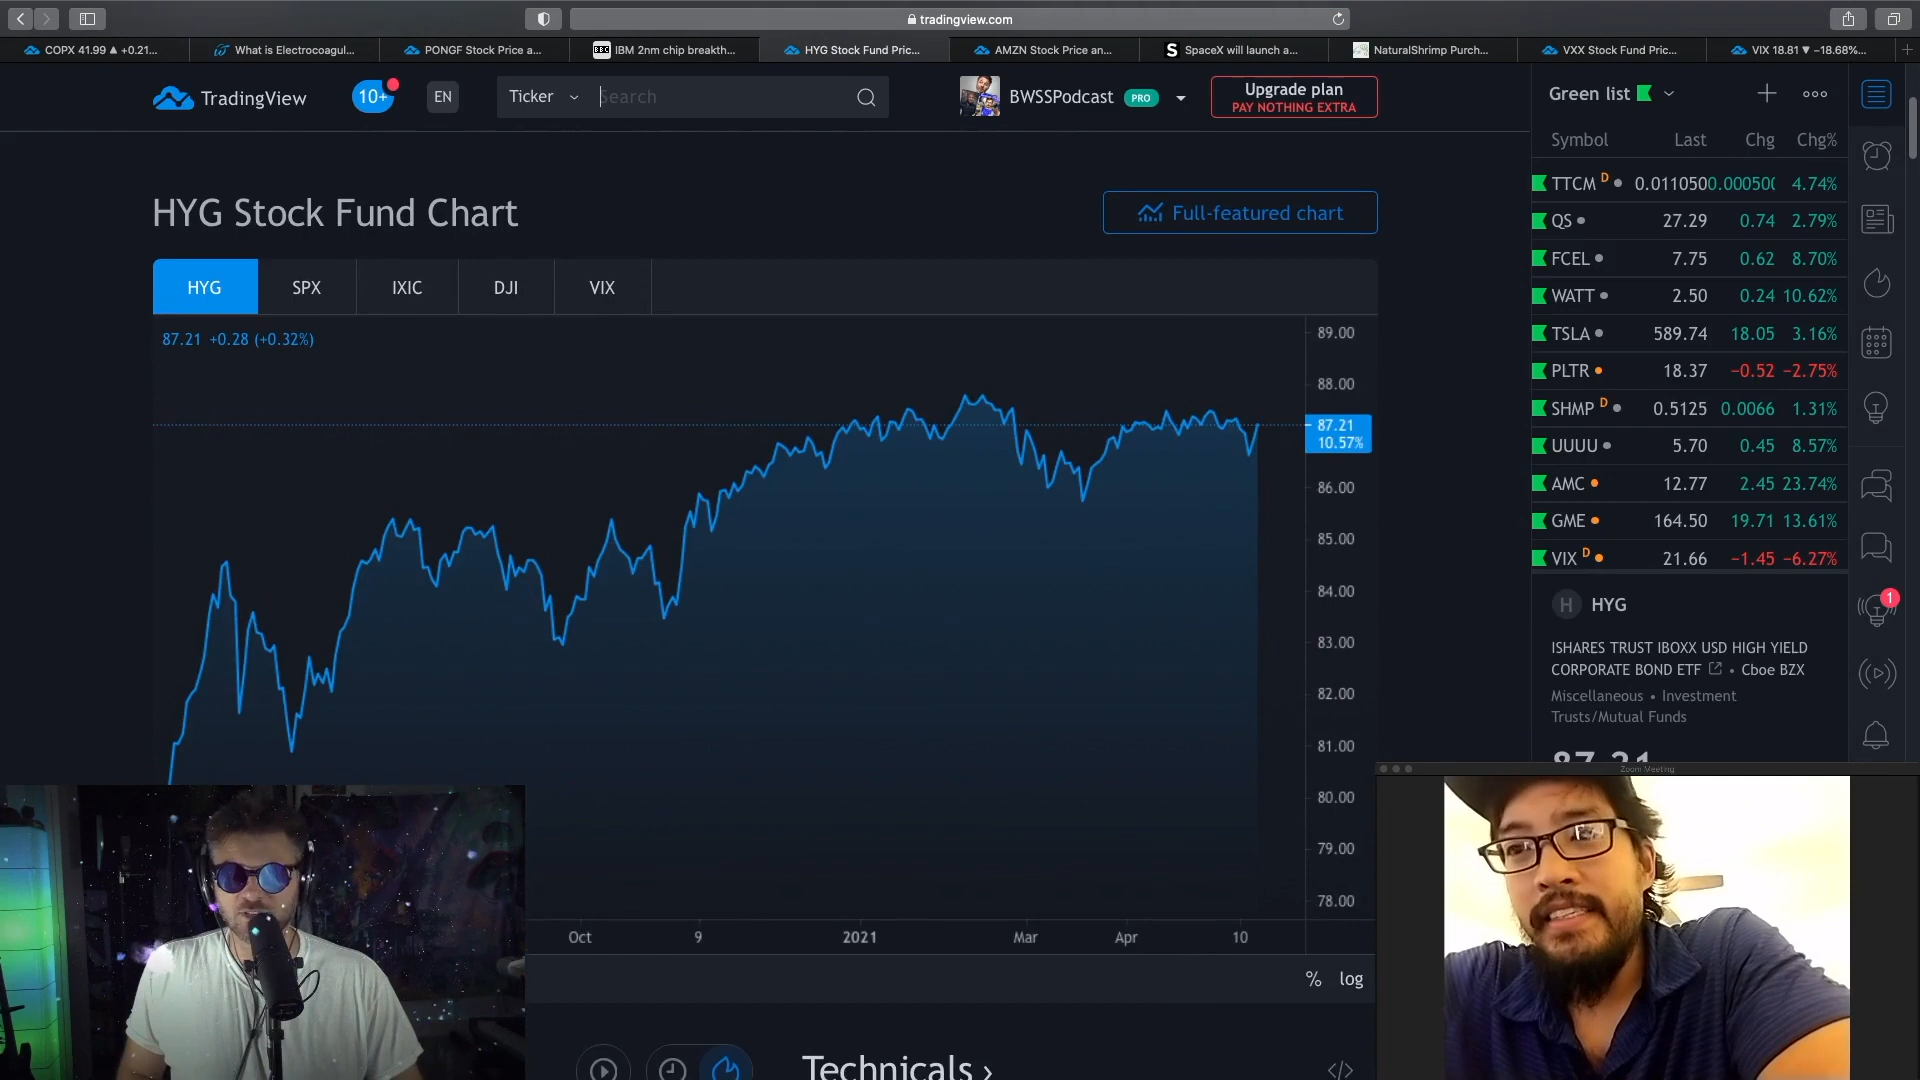 tradingview.com
COPX 41.99 ▲ +0.21...
What is Electrocoagul...
PONGF Stock Price a...
BBC IBM 2nm chip breakth...
HYG Stock Fund Pric...
AMZN Stock Price an...
S SpaceX will launch a...
NaturalShrimp Purch...
VXX Stock Fund Pric...
VIX 18.81 ▼ −18.68%...
TradingView
10+
EN
Ticker
Search
BWSSPodcast PRO
Upgrade plan
PAY NOTHING EXTRA
HYG Stock Fund Chart
Full-featured chart
HYG SPX IXIC DJI VIX
87.21 +0.28 (+0.32%)
89.00
88.00
87.21
10.57%
86.00
85.00
84.00
83.00
82.00
81.00
80.00
79.00
78.00
Oct 9 2021 Mar Apr 10
% log
Technicals ›
Green list
Symbol Last Chg Chg%
TTCM D 0.011050 0.00050 4.74%
QS 27.29 0.74 2.79%
FCEL 7.75 0.62 8.70%
WATT 2.50 0.24 10.62%
TSLA 589.74 18.05 3.16%
PLTR 18.37 −0.52 −2.75%
SHMP D 0.5125 0.0066 1.31%
UUUU 5.70 0.45 8.57%
AMC 12.77 2.45 23.74%
GME 164.50 19.71 13.61%
VIX D 21.66 −1.45 −6.27%
1
H HYG
ISHARES TRUST IBOXX USD HIGH YIELD
CORPORATE BOND ETF • Cboe BZX
Miscellaneous • Investment
Trusts/Mutual Funds
87.21
Zoom Meeting